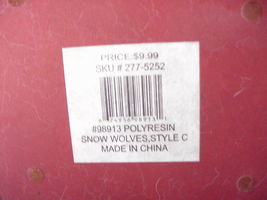 PRICE:$9.99
SKU # 277-5252
#98913 POLYRESIN
SNOW WOLVES,STYLE C
MADE IN CHINA